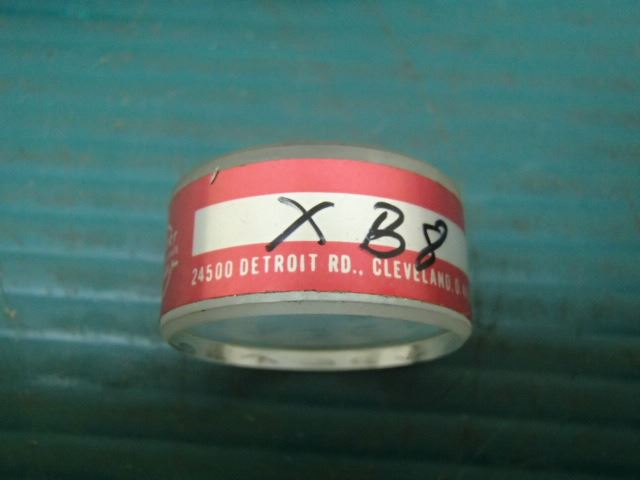 X B8
24500 DETROIT RD., CLEVELAND, O.